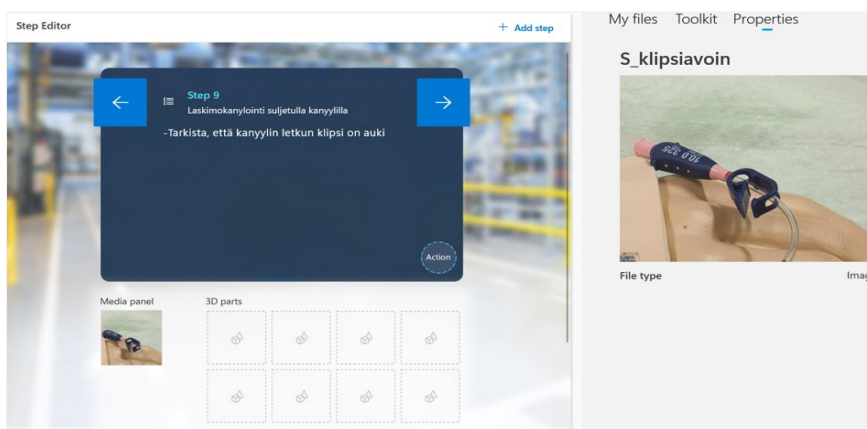 Step Editor
+ Add step
My files Toolkit Properties
S_klipsiavoin
Step 9
Laskimokanylointi suljetulla kanyylilla
-Tarkista, että kanyylin letkun klipsi on auki
Action
File type
Imag
Media panel
3D parts